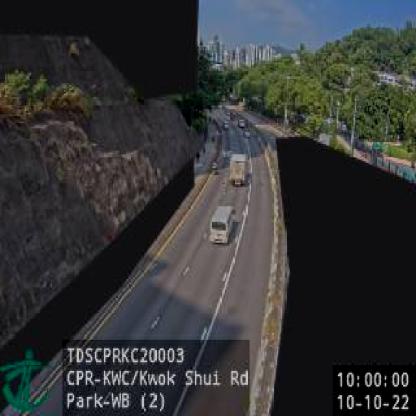 TDSCPRKC20003
CPR-KWC/Kwok Shui Rd
Park-WB (2)
10:00:00
10-10-22